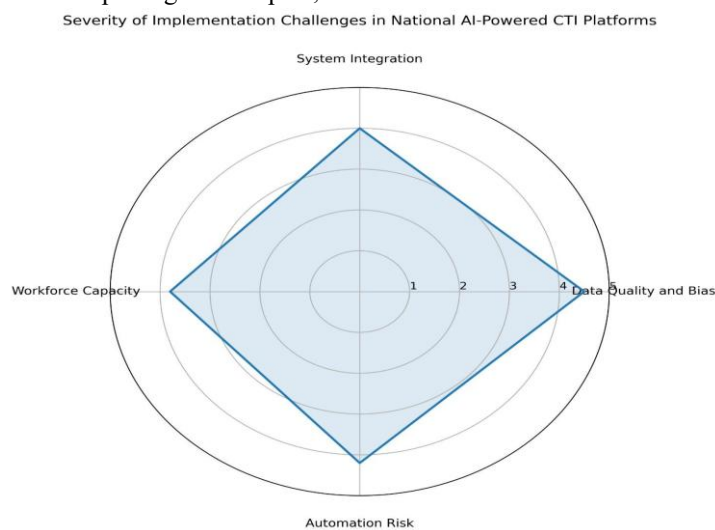 Severity of Implementation Challenges in National AI-Powered CTI Platforms
System Integration
Workforce Capacity
1 2 3 4 5
Data Quality and Bias
Automation Risk